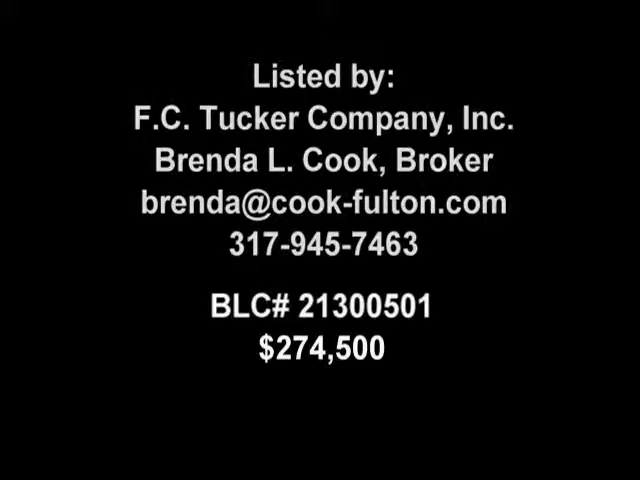 Listed by:
F.C. Tucker Company, Inc.
Brenda L. Cook, Broker
brenda@cook-fulton.com
317-945-7463
BLC# 21300501
$274,500